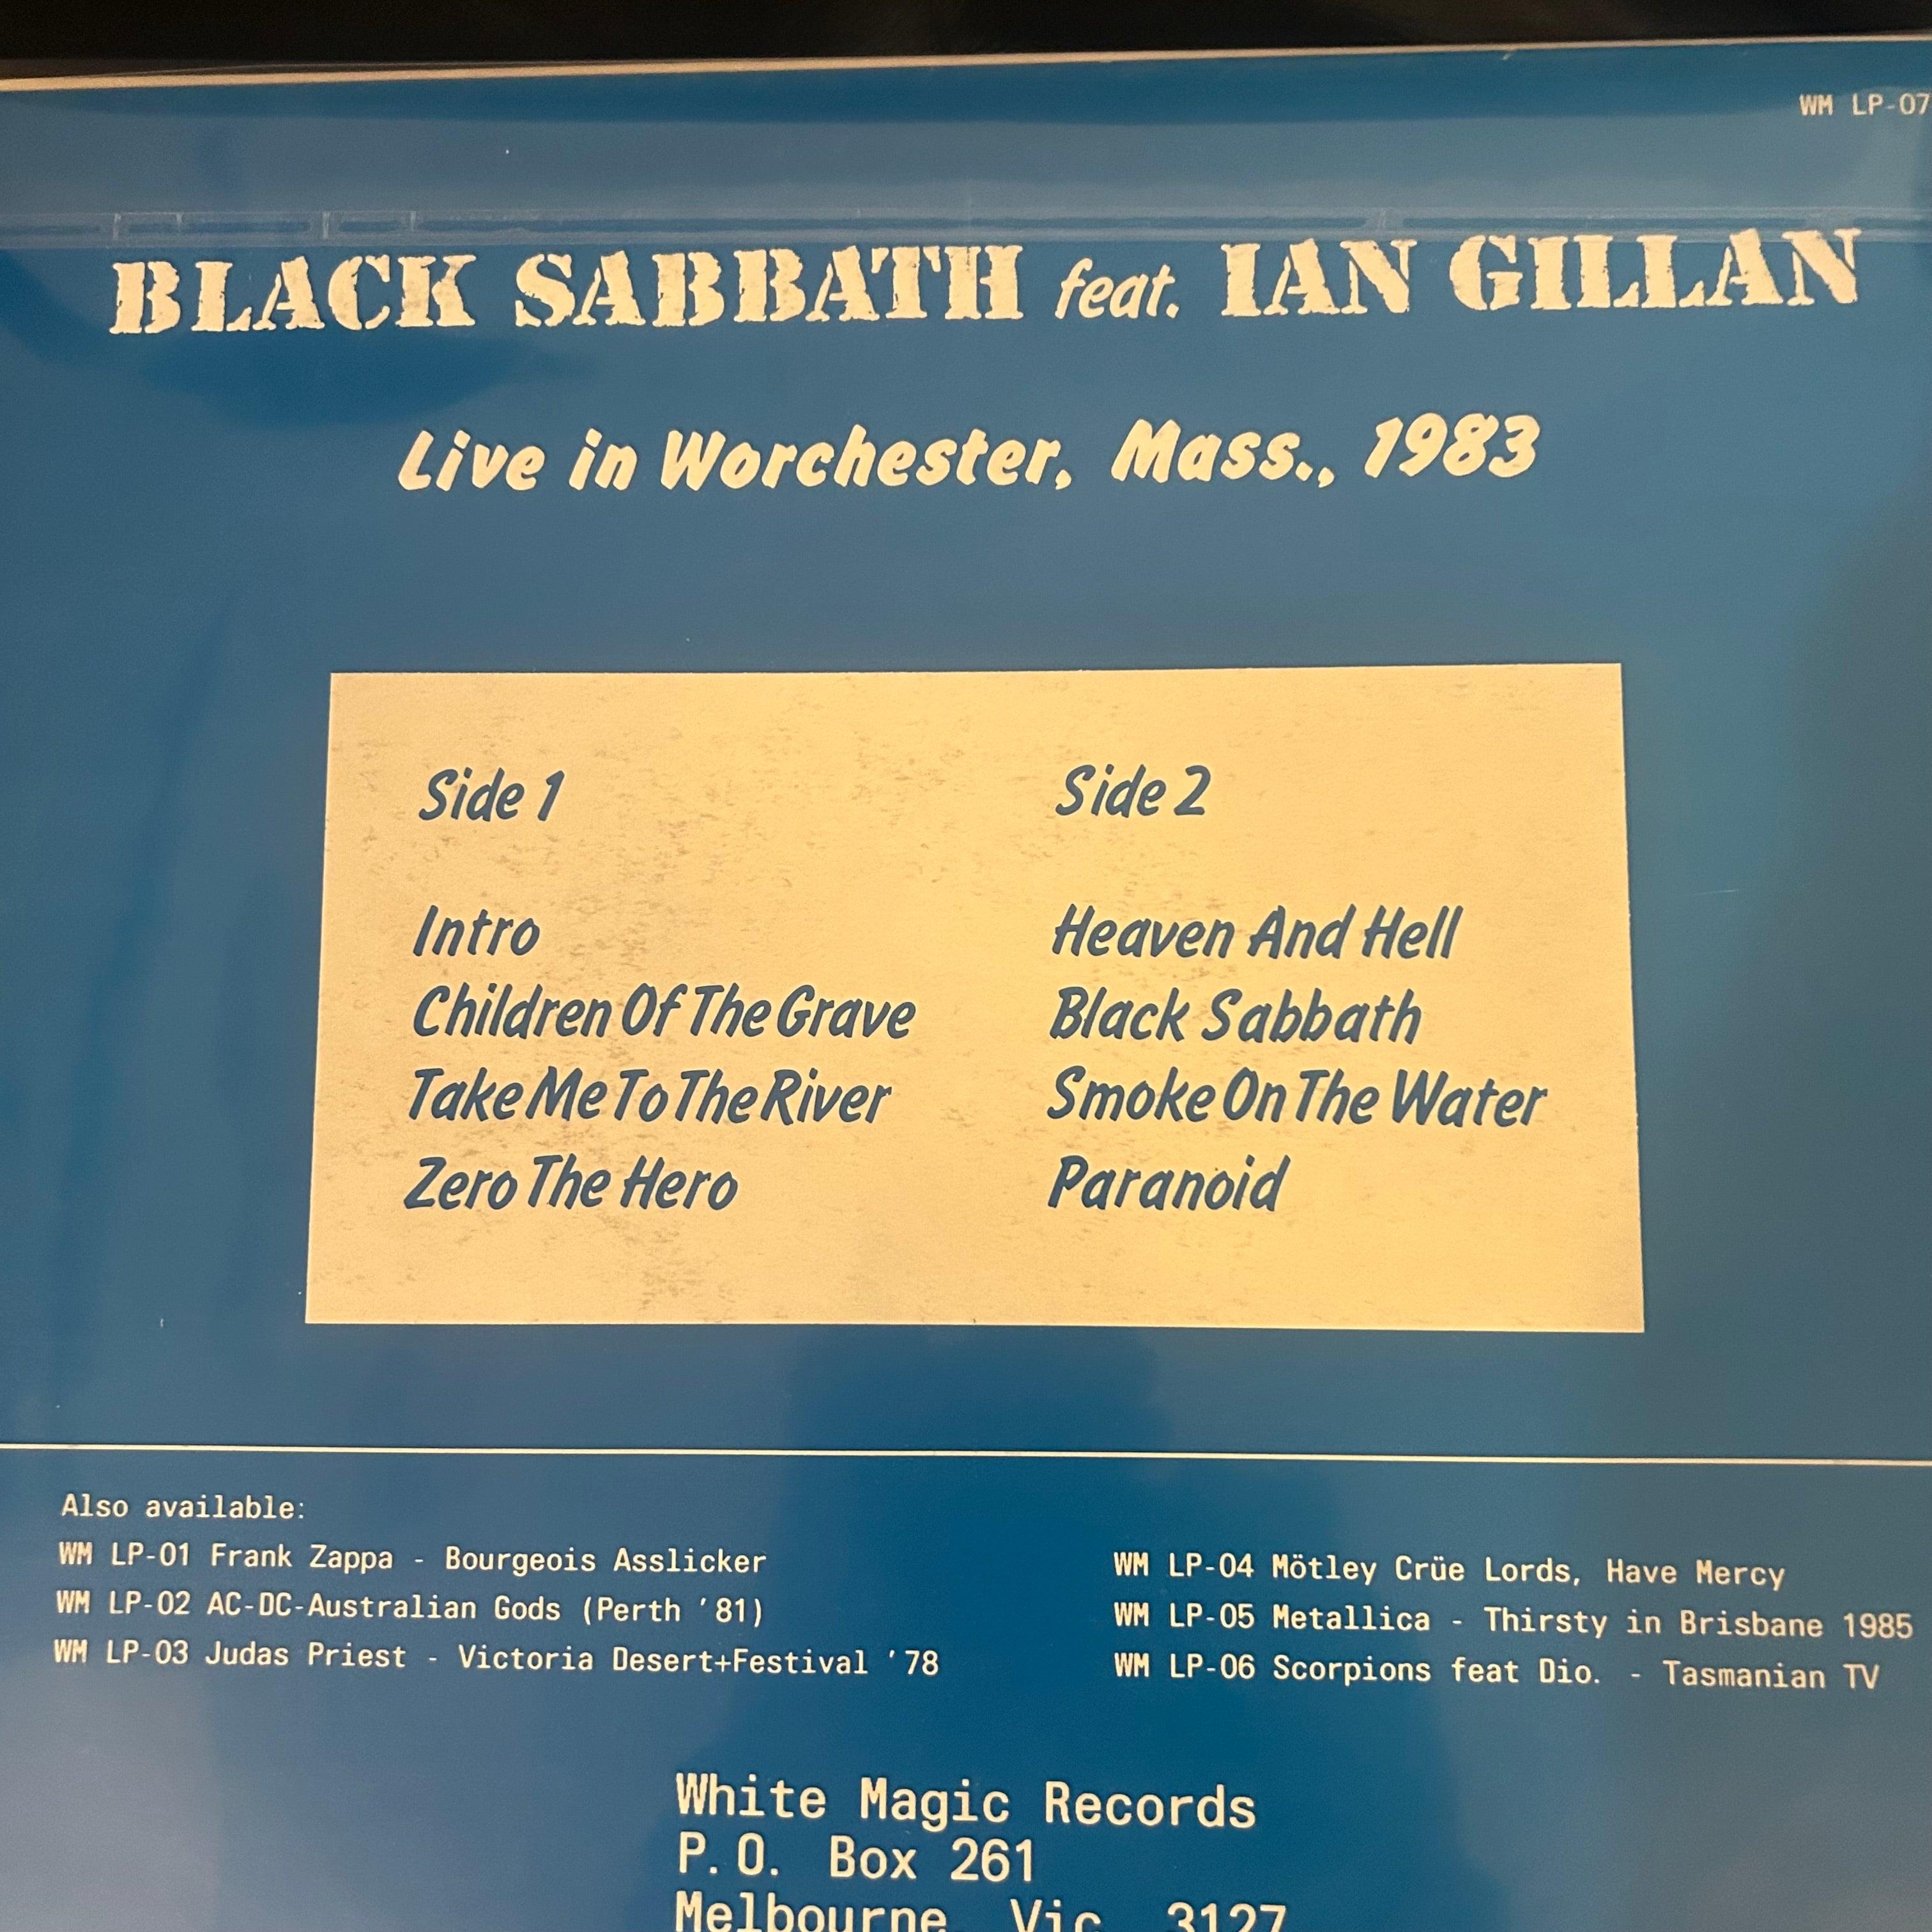 WM LP-07
BLACK SABBATH feat. IAN GILLAN
Live in Worchester, Mass., 1983
Side 1
Intro
Children Of The Grave
Take Me To The River
Zero The Hero
Side 2
Heaven And Hell
Black Sabbath
Smoke On The Water
Paranoid
Also available:
WM LP-01 Frank Zappa - Bourgeois Asslicker
WM LP-02 AC-DC-Australian Gods (Perth '81)
WM LP-03 Judas Priest - Victoria Desert+Festival '78
WM LP-04 Mötley Crüe Lords, Have Mercy
WM LP-05 Metallica - Thirsty in Brisbane 1985
WM LP-06 Scorpions feat Dio. - Tasmanian TV
White Magic Records
P.O. Box 261
Melbourne, Vic. 3127